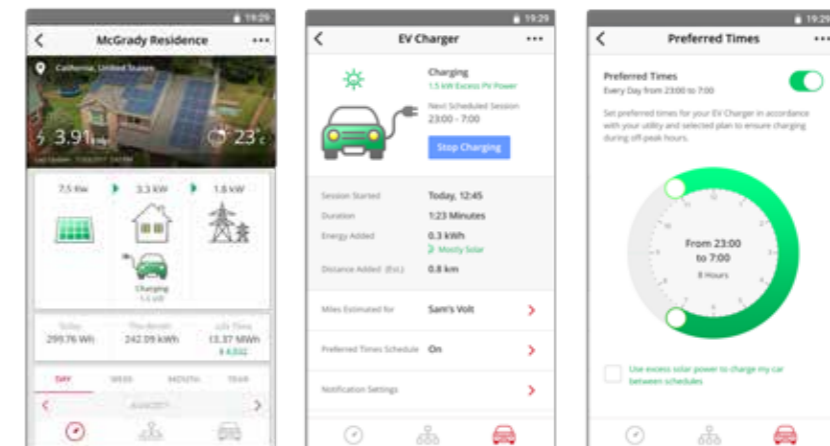 19:29
McGrady Residence
California, United States
3.91
23°c
7.5 kw
3.3 kW
1.8 kW
Charging
Today
This Month
Life Time
299.76 Wh
242.09 kWh
13.37 MWh
DAY
WEEK
MONTH
YEAR
19:29
EV Charger
Charging
1.5 kW Excess PV Power
Next Scheduled Session
23:00 - 7:00
Stop Charging
Session Started Today, 12:45
Duration 1:23 Minutes
Energy Added 0.3 kWh
Mostly Solar
Distance Added (Est.) 0.8 km
Miles Estimated for Sam's Volt
Preferred Times Schedule On
Notification Settings
19:29
Preferred Times
Preferred Times
Every Day from 23:00 to 7:00
Set preferred times for your EV Charger in accordance
with your utility and selected plan to ensure charging
during off-peak hours.
From 23:00
to 7:00
8 Hours
Use excess solar power to charge my car
between schedules